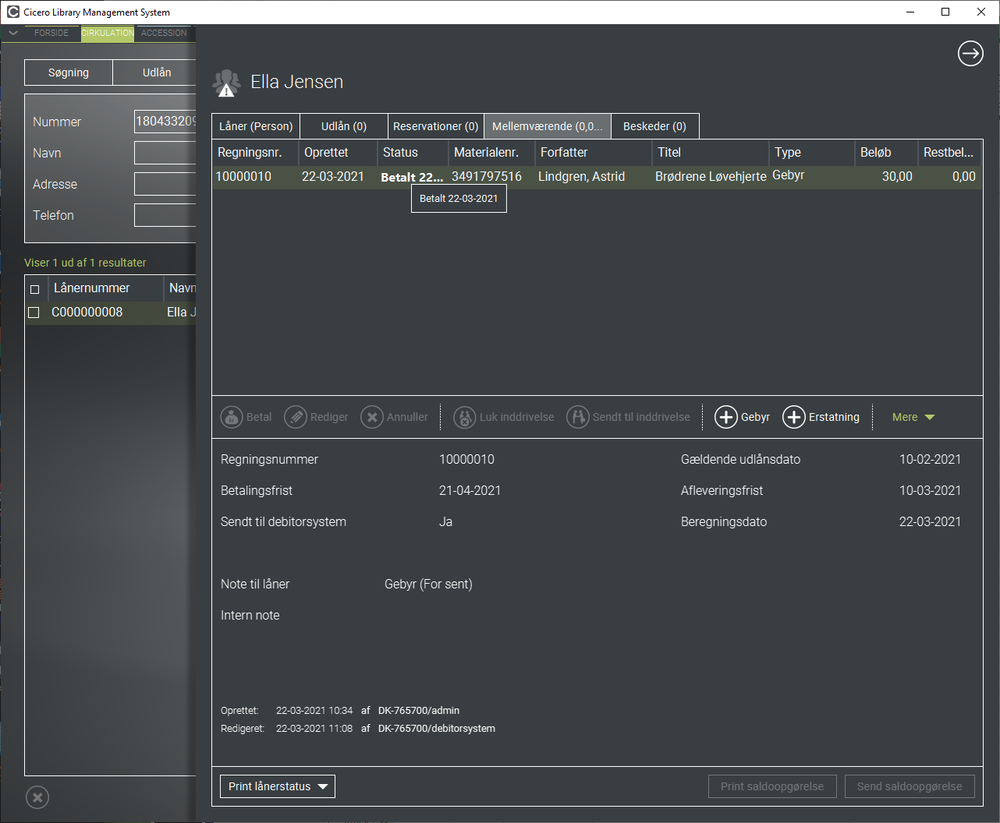 Cicero Library Management System
FORSIDE CIRKULATION ACCESSION
Søgning Udlån
Nummer 180433209
Navn
Adresse
Telefon
Viser 1 ud af 1 resultater
Lånernummer Navn
C000000008 Ella J
Ella Jensen
Låner (Person) Udlån (0) Reservationer (0) Mellemværende (0,0... Beskeder (0)
Regningsnr. Oprettet Status Materialenr. Forfatter Titel Type Beløb Restbel...
10000010 22-03-2021 Betalt 22... 3491797516 Lindgren, Astrid Brødrene Løvehjerte Gebyr 30,00 0,00
Betalt 22-03-2021
kr Betal Rediger Annuller Luk inddrivelse Sendt til inddrivelse Gebyr Erstatning Mere
Regningsnummer 10000010 Gældende udlånsdato 10-02-2021
Betalingsfrist 21-04-2021 Afleveringsfrist 10-03-2021
Sendt til debitorsystem Ja Beregningsdato 22-03-2021
Note til låner Gebyr (For sent)
Intern note
Oprettet: 22-03-2021 10:34 af DK-765700/admin
Redigeret: 22-03-2021 11:08 af DK-765700/debitorsystem
Print lånerstatus Print saldoopgørelse Send saldoopgørelse